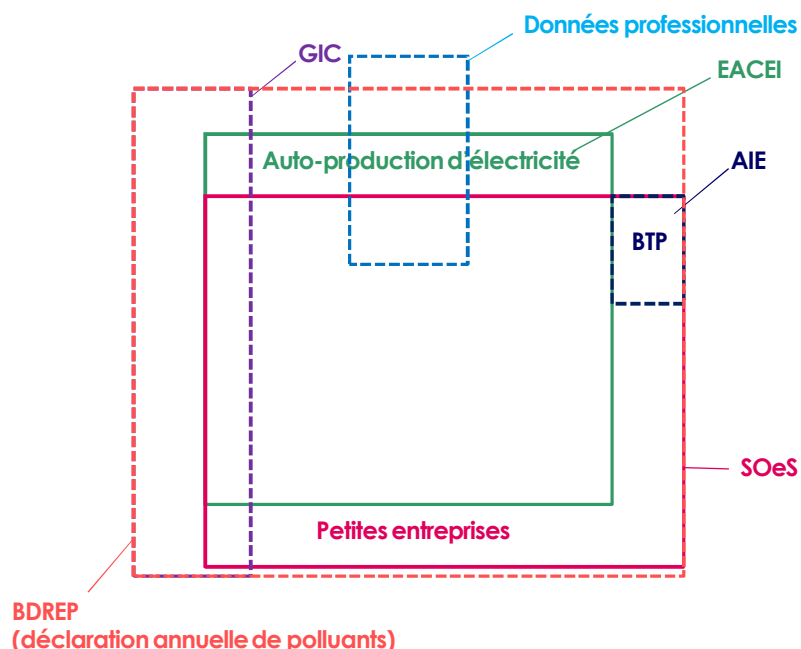 Données professionnelles
GIC
EACEI
Auto-production d'électricité
AIE
BTP
SOeS
Petites entreprises
BDREP
(déclaration annuelle de polluants)